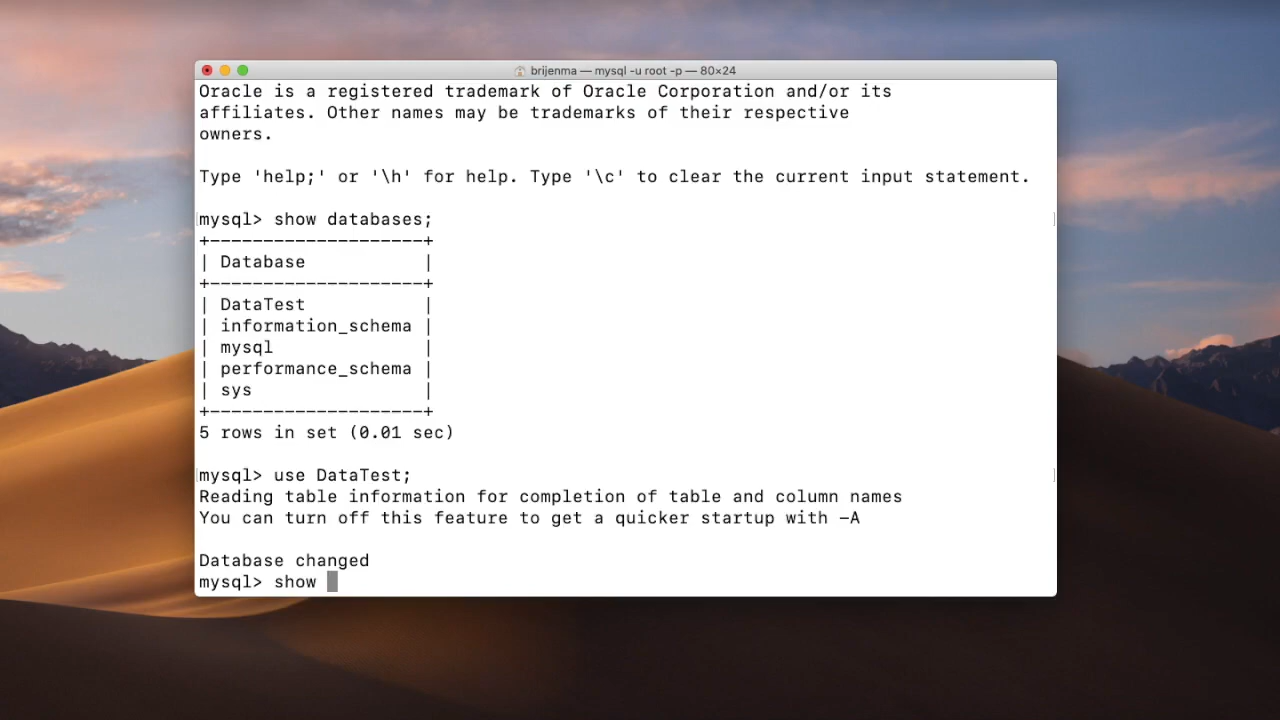 brijenma — mysql -u root -p — 80×24
Oracle is a registered trademark of Oracle Corporation and/or its
affiliates. Other names may be trademarks of their respective
owners.
Type 'help;' or '\h' for help. Type '\c' to clear the current input statement.
mysql> show databases;
+--------------------+
| Database           |
+--------------------+
| DataTest           |
| information_schema |
| mysql              |
| performance_schema |
| sys                |
+--------------------+
5 rows in set (0.01 sec)
mysql> use DataTest;
Reading table information for completion of table and column names
You can turn off this feature to get a quicker startup with -A
Database changed
mysql> show